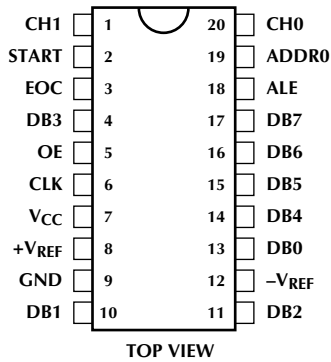 CH1 1 20 CH0
START 2 19 ADDR0
EOC 3 18 ALE
DB3 4 17 DB7
OE 5 16 DB6
CLK 6 15 DB5
VCC 7 14 DB4
+VREF 8 13 DB0
GND 9 12 –VREF
DB1 10 11 DB2
TOP VIEW